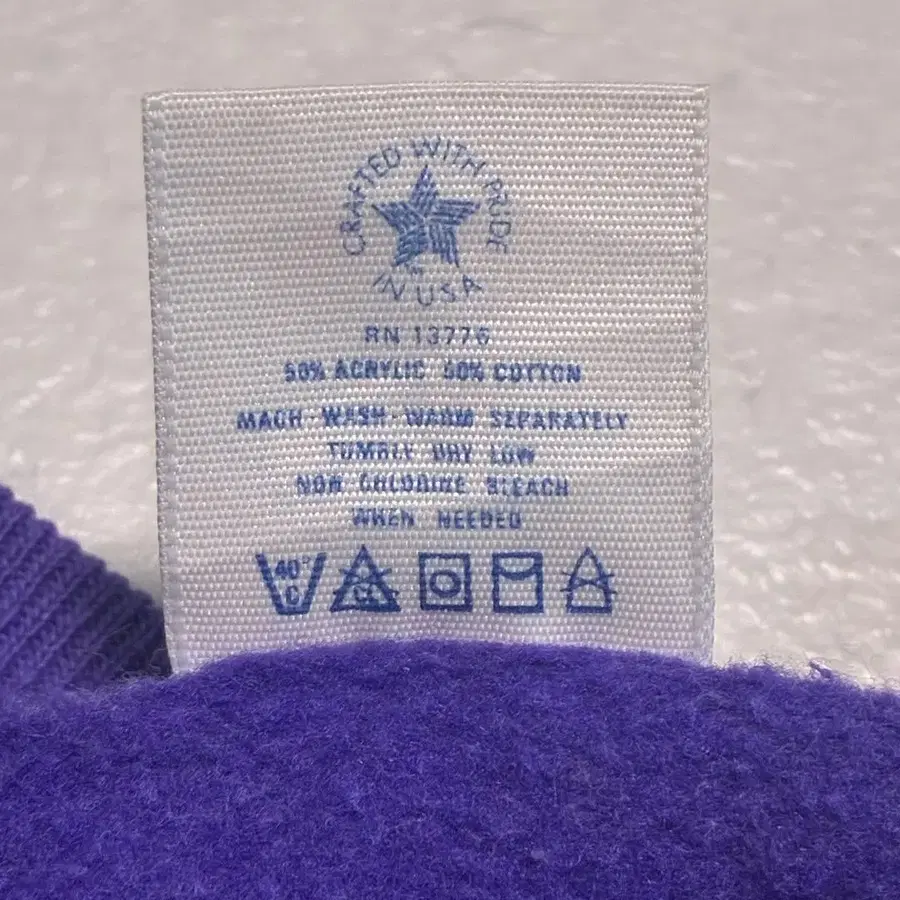 CRAFTED WITH PRIDE
IN USA
RN 13776
50% ACRYLIC 50% COTTON
MACH-WASH-WARM SEPARATELY
TUMBLE DRY LOW
NON CHLORINE BLEACH
WHEN NEEDED
40°
C
CL